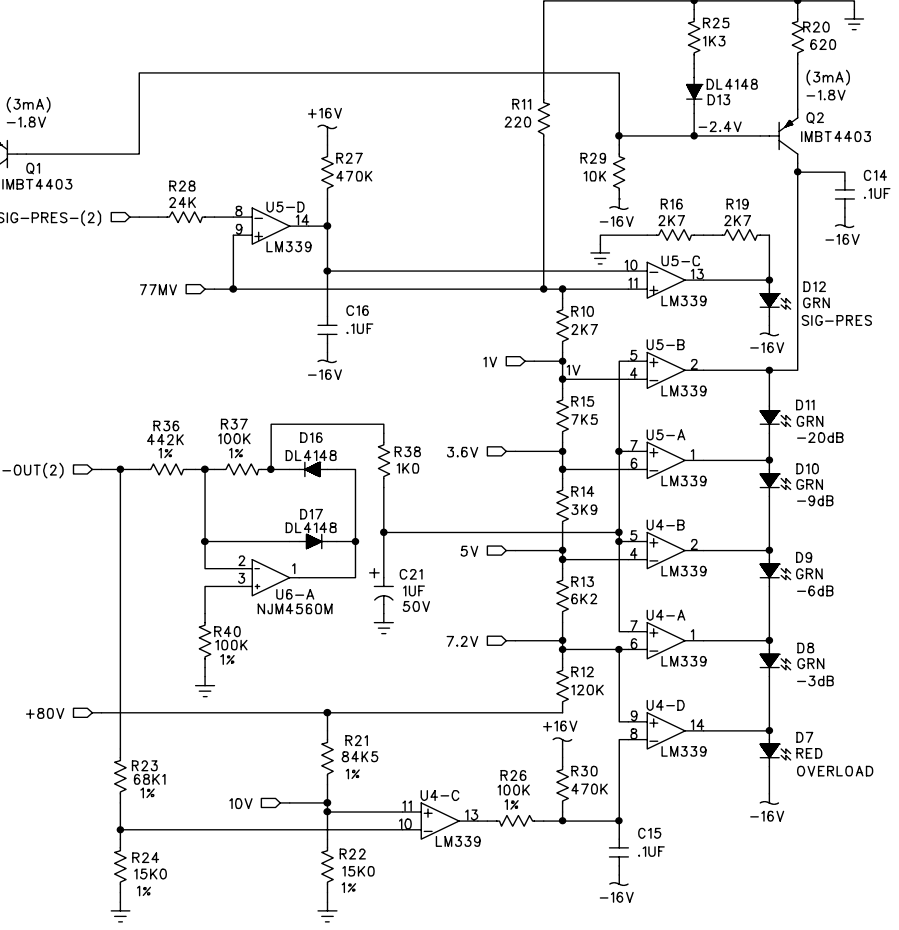 R25
1K3
R20
620
(3mA)
-1.8V
DL4148
D13
(3mA)
-1.8V
+16V
R11
220
Q2
IMBT4403
-2.4V
Q1
IMBT4403
R27
470K
R29
10K
C14
.1UF
R28
24K
-16V
R16
2K7
R19
2K7
U5-D
SIG-PRES-(2)
8
-
14
9
+
LM339
-16V
U5-C
10
-
13
77MV
11
+
LM339
D12
GRN
SIG-PRES
C16
.1UF
R10
2K7
-16V
U5-B
1V
5
+
2
-16V
1V
4
-
LM339
R15
7K5
D11
GRN
-20dB
R36
442K
1%
R37
100K
1%
D16
DL4148
R38
1K0
U5-A
3.6V
7
+
1
-OUT(2)
6
-
LM339
D10
GRN
-9dB
R14
3K9
D17
DL4148
U4-B
5
+
2
5V
4
-
LM339
D9
GRN
-6dB
2
-
1
3
+
U6-A
NJM4560M
+
C21
1UF
50V
R13
6K2
R40
100K
1%
U4-A
7.2V
7
+
1
6
-
LM339
D8
GRN
-3dB
R12
120K
+80V
U4-D
9
+
14
8
-
LM339
+16V
D7
RED
OVERLOAD
R21
84K5
1%
R23
68K1
1%
R26
100K
1%
R30
470K
U4-C
10V
11
+
13
10
-
LM339
-16V
C15
.1UF
R24
15K0
1%
R22
15K0
1%
-16V